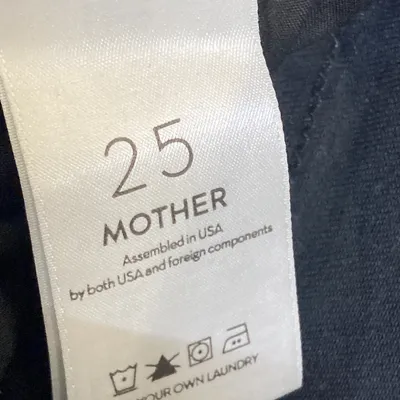 25
MOTHER
Assembled in USA
by both USA and foreign components
YOUR OWN LAUNDRY